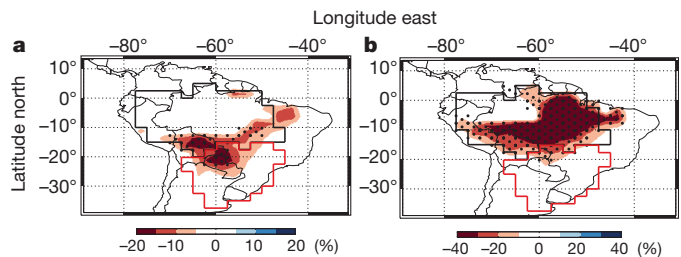 Longitude east
a −80° −60° −40° b −80° −60° −40°
Latitude north
10° 10°
0° 0°
−10° −10°
−20° −20°
−30° −30°
−20 −10 0 10 20 (%) −40 −20 0 20 40 (%)